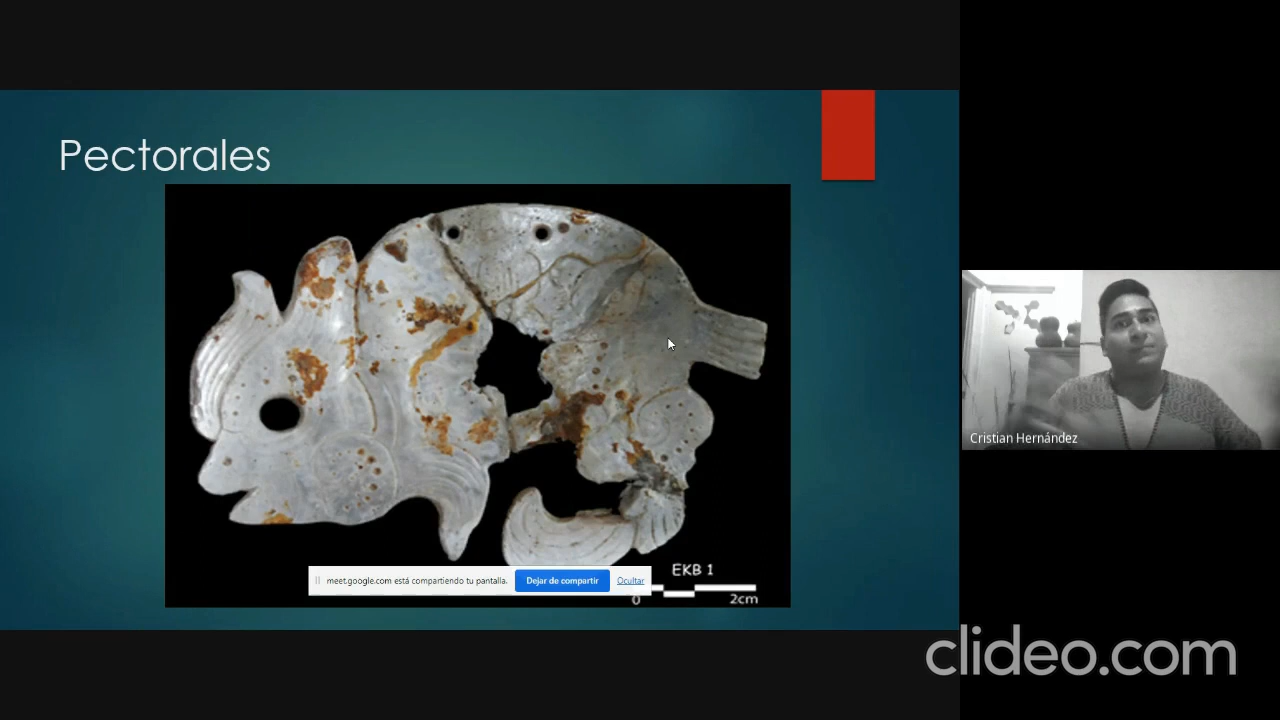 Pectorales
EKB 1
meet.google.com está compartiendo tu pantalla.
Dejar de compartir
Ocultar
0
2cm
Cristian Hernández
clideo.com